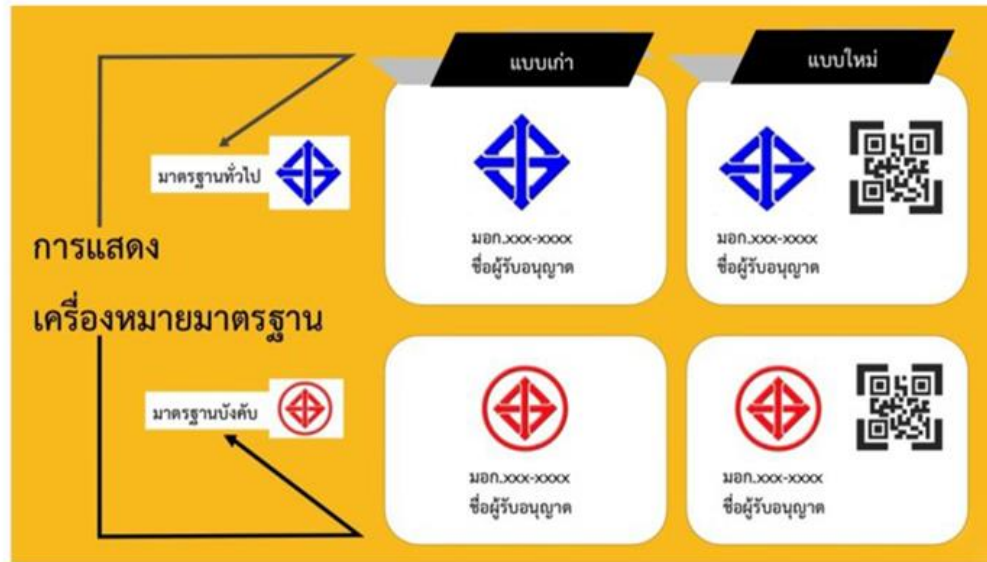 แบบเก่า
แบบใหม่
มาตรฐานทั่วไป
มอก.xxx-xxxx
ชื่อผู้รับอนุญาต
มอก.xxx-xxxx
ชื่อผู้รับอนุญาต
การแสดง
เครื่องหมายมาตรฐาน
มาตรฐานบังคับ
มอก.xxx-xxxx
ชื่อผู้รับอนุญาต
มอก.xxx-xxxx
ชื่อผู้รับอนุญาต